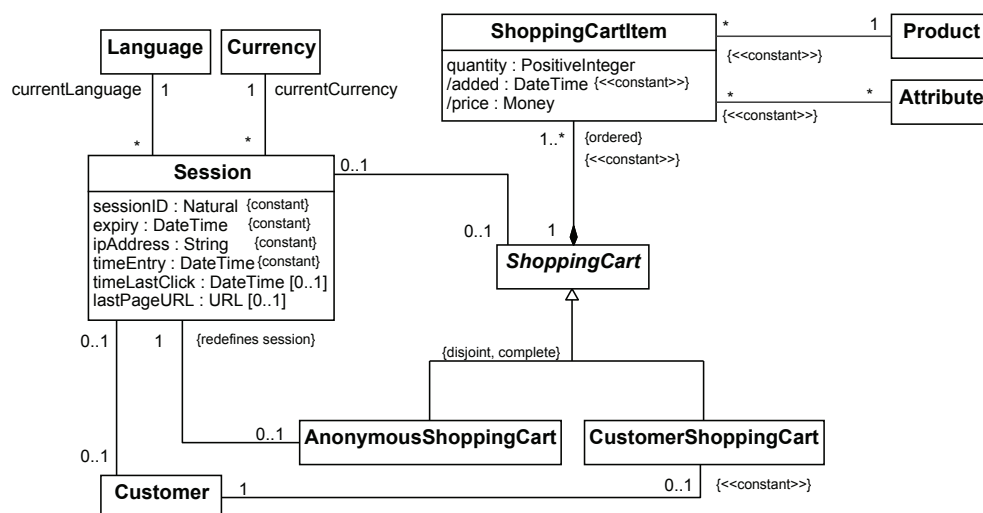 Language
Currency
currentLanguage
1
1
currentCurrency
*
*
ShoppingCartItem
quantity : PositiveInteger
/added : DateTime {<<constant>>}
/price : Money
*
1
{<<constant>>}
Product
*
*
{<<constant>>}
Attribute
1..*
{ordered}
{<<constant>>}
Session
sessionID : Natural {constant}
expiry : DateTime {constant}
ipAddress : String {constant}
timeEntry : DateTime {constant}
timeLastClick : DateTime [0..1]
lastPageURL : URL [0..1]
0..1
0..1
1
ShoppingCart
0..1
1
{redefines session}
{disjoint, complete}
0..1
AnonymousShoppingCart
CustomerShoppingCart
0..1
Customer
1
0..1
{<<constant>>}